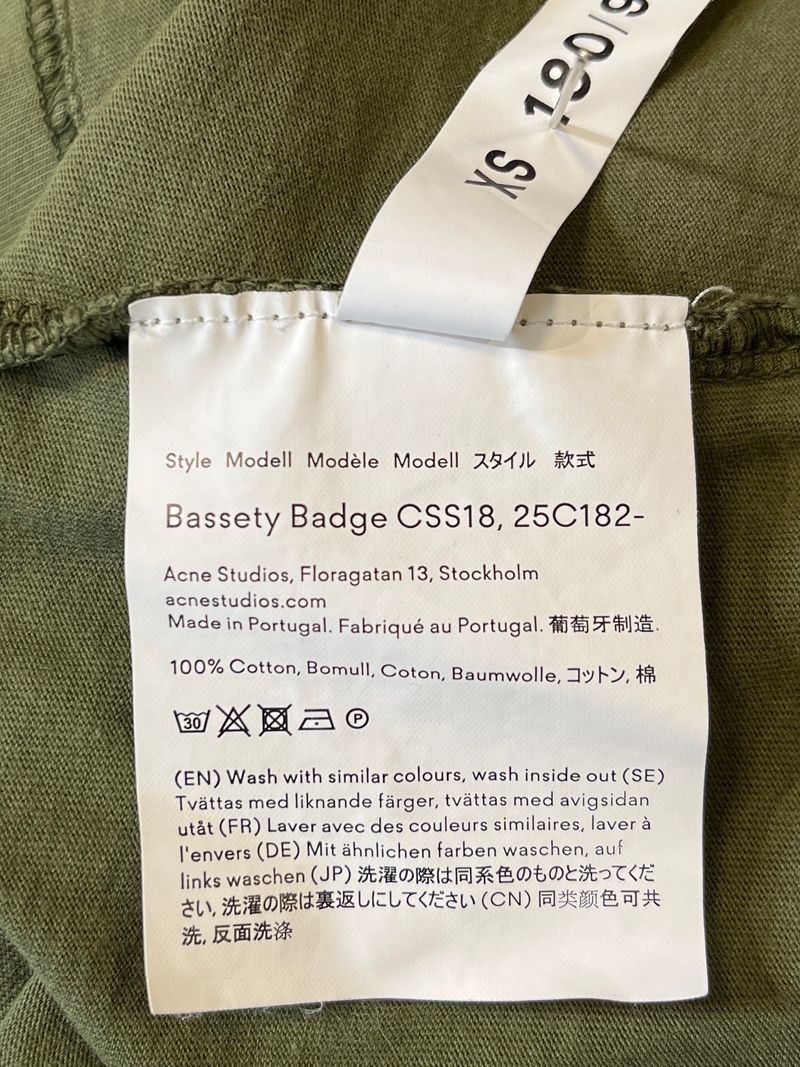 XS 180/9
Style Modell Modèle Modell スタイル 款式
Bassety Badge CSS18, 25C182-
Acne Studios, Floragatan 13, Stockholm
acnestudios.com
Made in Portugal. Fabriqué au Portugal. 葡萄牙制造.
100% Cotton, Bomull, Coton, Baumwolle, コットン, 棉
30 P
(EN) Wash with similar colours, wash inside out (SE)
Tvättas med liknande färger, tvättas med avigsidan
utåt (FR) Laver avec des couleurs similaires, laver à
l'envers (DE) Mit ähnlichen farben waschen, auf
links waschen (JP) 洗濯の際は同系色のものと洗ってくだ
さい, 洗濯の際は裏返しにしてください (CN) 同类颜色可共
洗, 反面洗涤